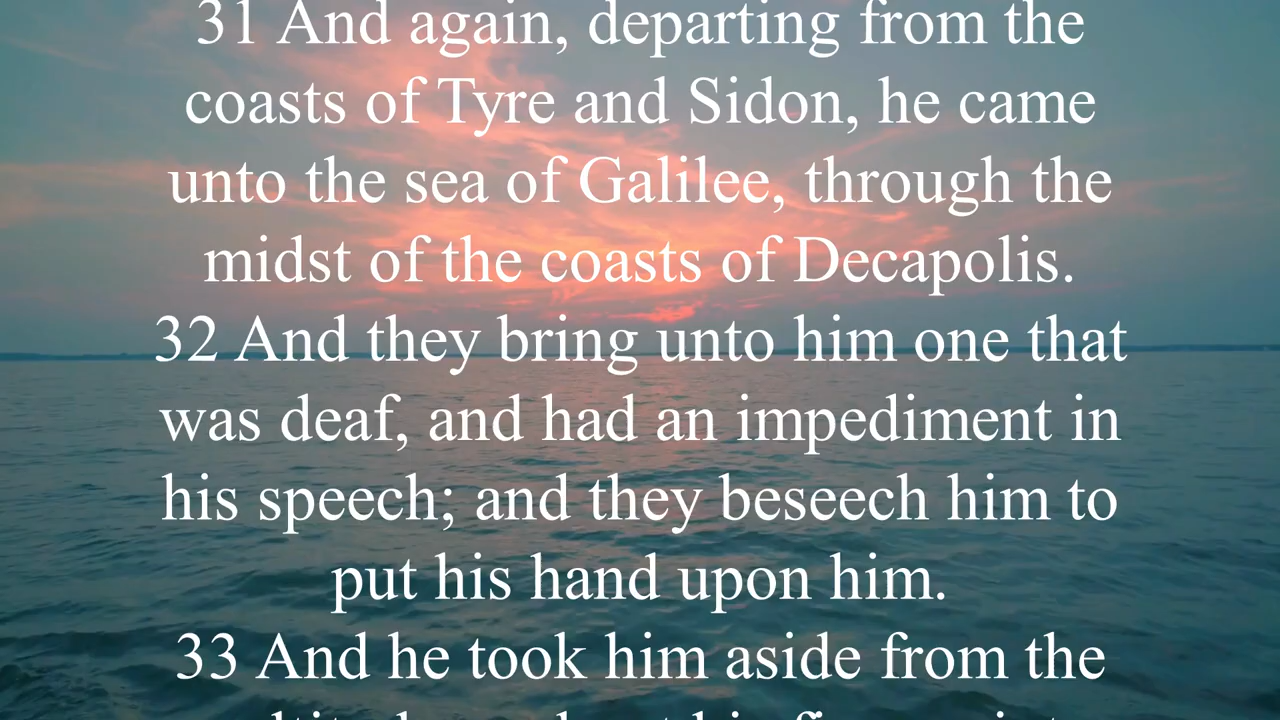 31 And again, departing from the
coasts of Tyre and Sidon, he came
unto the sea of Galilee, through the
midst of the coasts of Decapolis.
32 And they bring unto him one that
was deaf, and had an impediment in
his speech; and they beseech him to
put his hand upon him.
33 And he took him aside from the